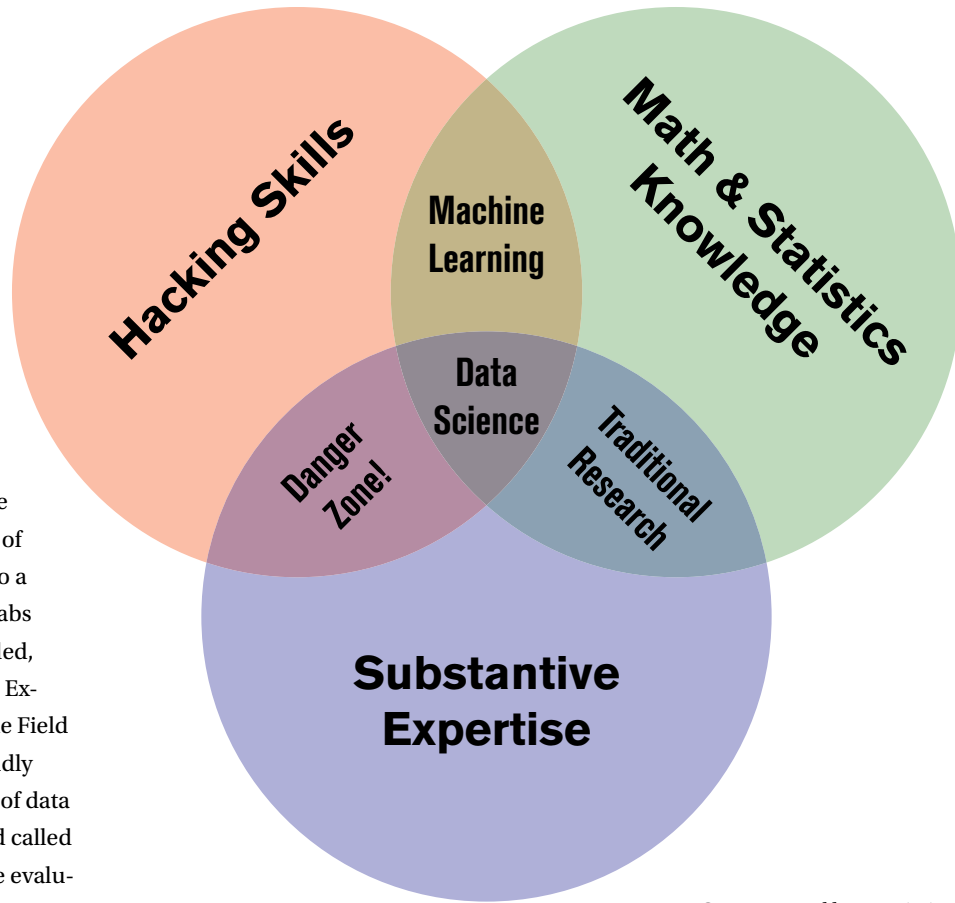 Hacking Skills
Math & Statistics
Knowledge
Machine
Learning
Data
Science
Danger
Zone!
Traditional
Research
Substantive
Expertise
of
o a
abs
led,
Ex-
e Field
dly
of data
d called
e evalu-